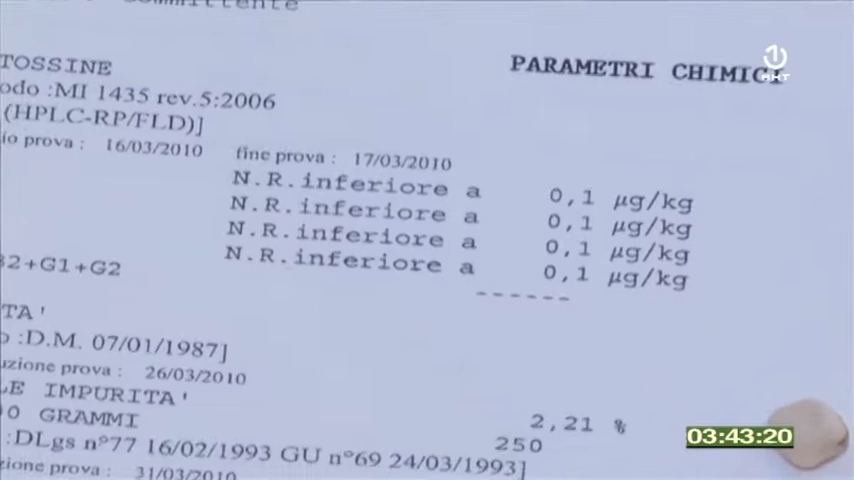 TOSSINE
PARAMETRI CHIMICI
odo :MI 1435 rev.5:2006
(HPLC-RP/FLD)]
io prova : 16/03/2010 fine prova : 17/03/2010
N.R.inferiore a 0,1 µg/kg
N.R.inferiore a 0,1 µg/kg
N.R.inferiore a 0,1 µg/kg
N.R.inferiore a 0,1 µg/kg
B2+G1+G2
------
TA'
o :D.M. 07/01/1987]
uzione prova : 26/03/2010
LE IMPURITA' 2,21 %
00 GRAMMI 250
:DLgs n°77 16/02/1993 GU n°69 24/03/1993]
zione prova : 31/03/2010
BHT
03:43:20